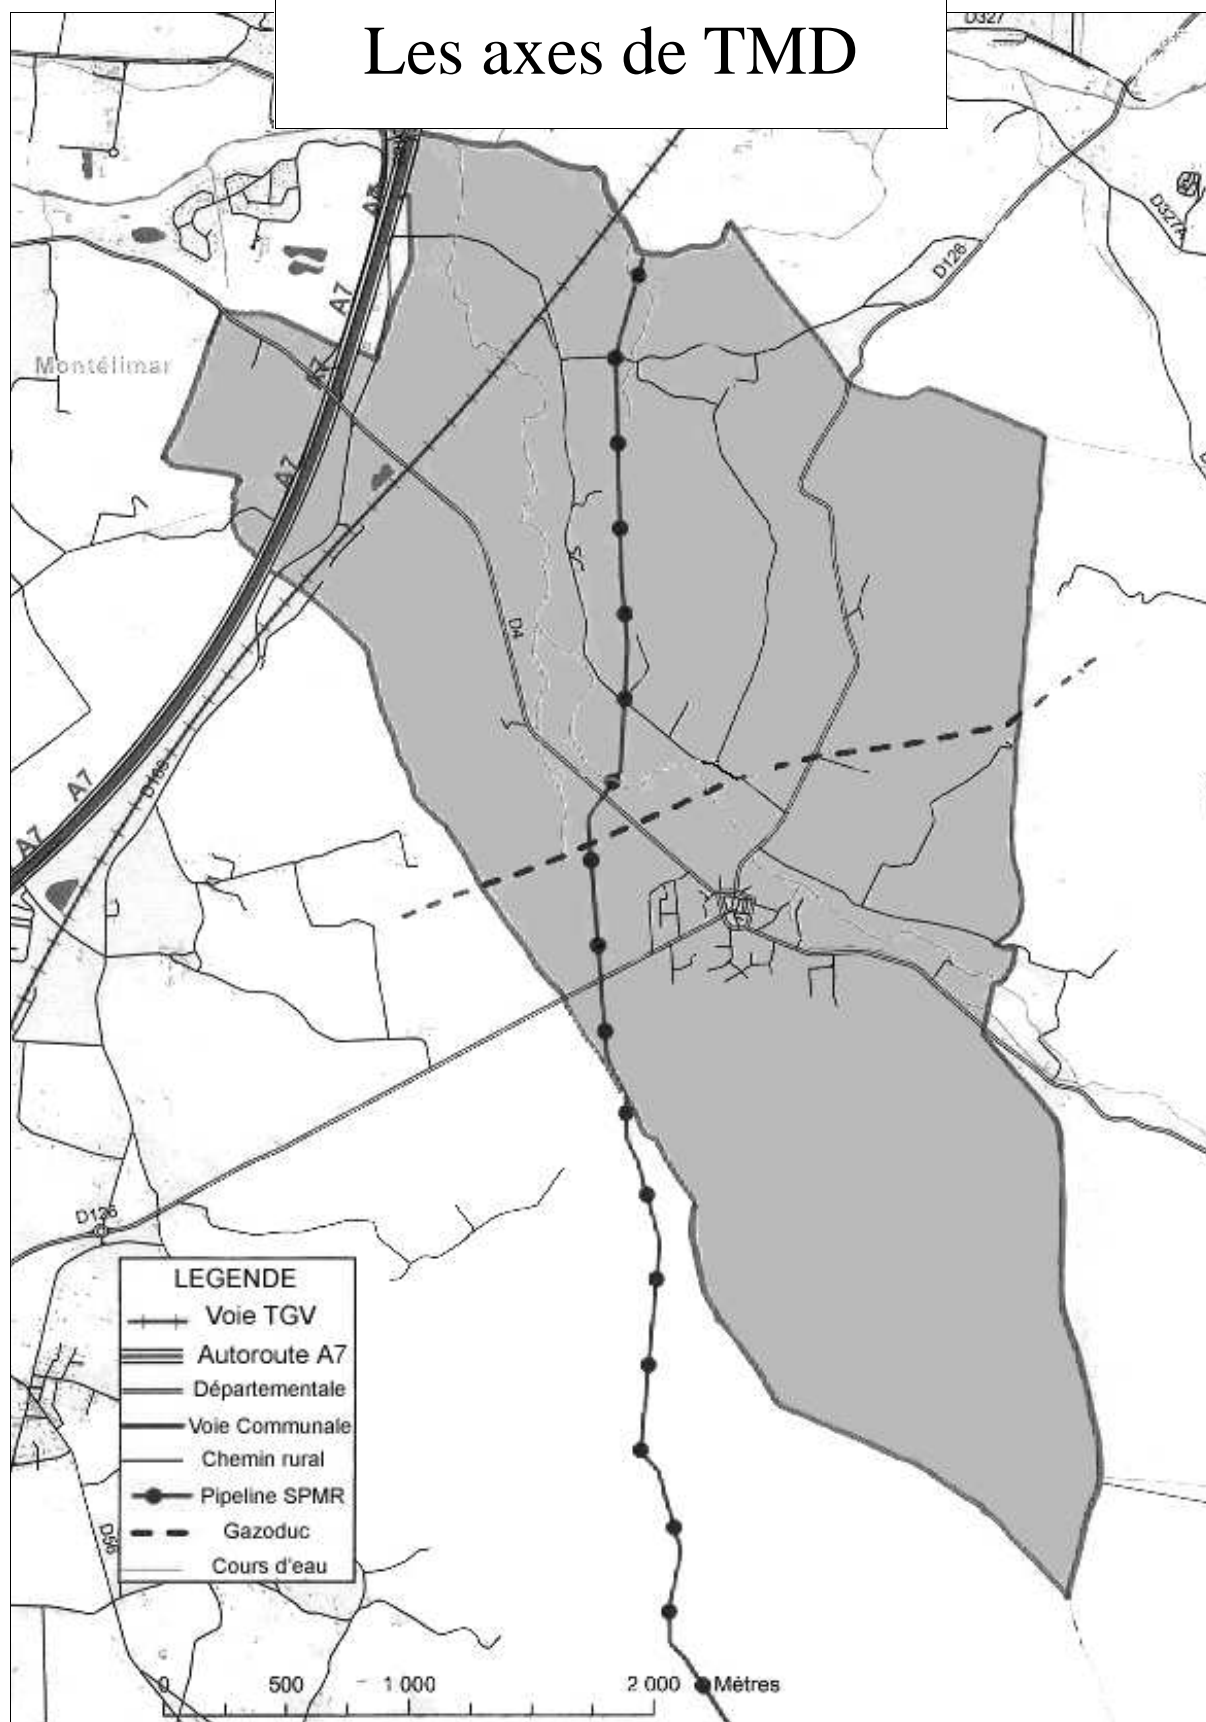 Les axes de TMD
D327
D327A
D126
A7
A7
A7
Montélimar
A7
D4
D169
A7
A7
D126
LEGENDE
Voie TGV
Autoroute A7
Départementale
Voie Communale
Chemin rural
Pipeline SPMR
Gazoduc
Cours d'eau
D56
0 500 1 000 2 000 Mètres